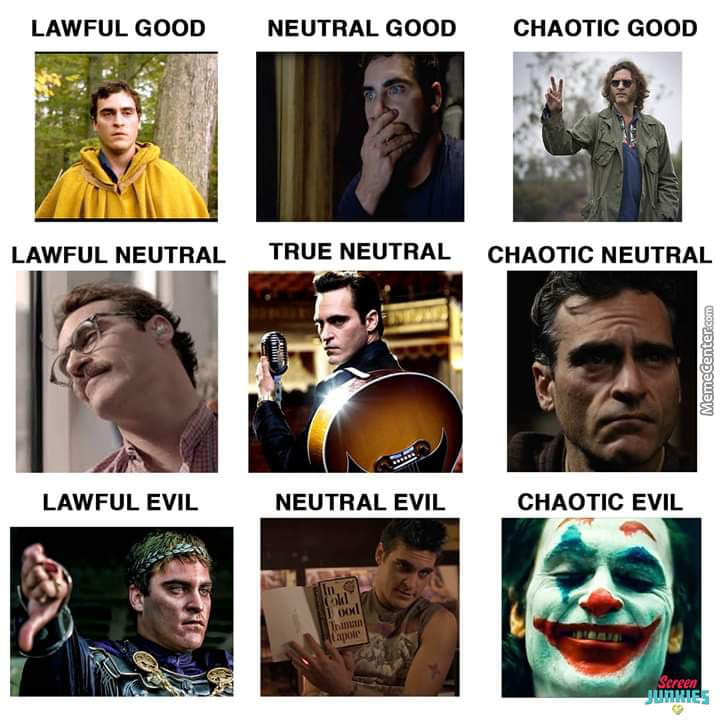 LAWFUL GOOD
NEUTRAL GOOD
CHAOTIC GOOD
LAWFUL NEUTRAL
TRUE NEUTRAL
CHAOTIC NEUTRAL
MemeCenter.com
LAWFUL EVIL
NEUTRAL EVIL
CHAOTIC EVIL
In
Cold
Blood
Truman
Capote
Screen
JUNKIES